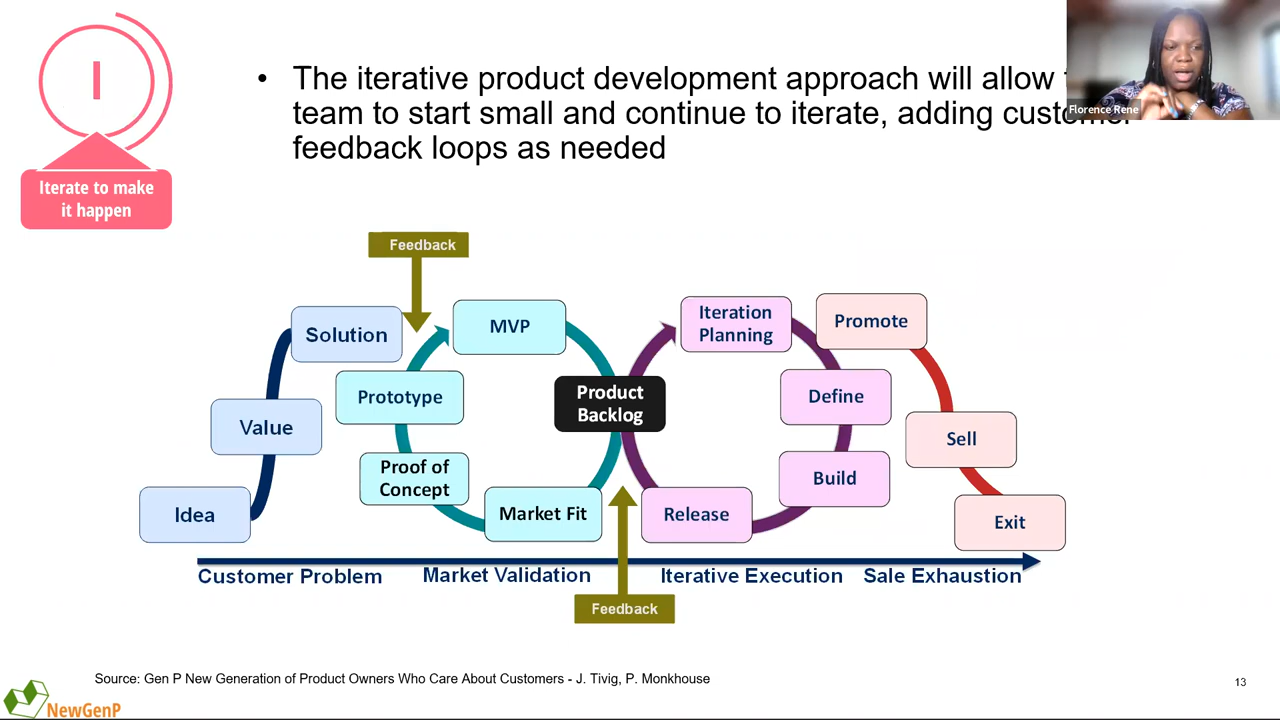 I
Iterate to make
it happen
• The iterative product development approach will allow
team to start small and continue to iterate, adding customer
feedback loops as needed
Florence Rene
Feedback
Solution
MVP
Iteration
Planning
Promote
Prototype
Product
Backlog
Define
Value
Sell
Proof of
Concept
Build
Idea
Market Fit
Release
Exit
Customer Problem
Market Validation
Iterative Execution
Sale Exhaustion
Feedback
Source: Gen P New Generation of Product Owners Who Care About Customers - J. Tivig, P. Monkhouse
13
NewGenP